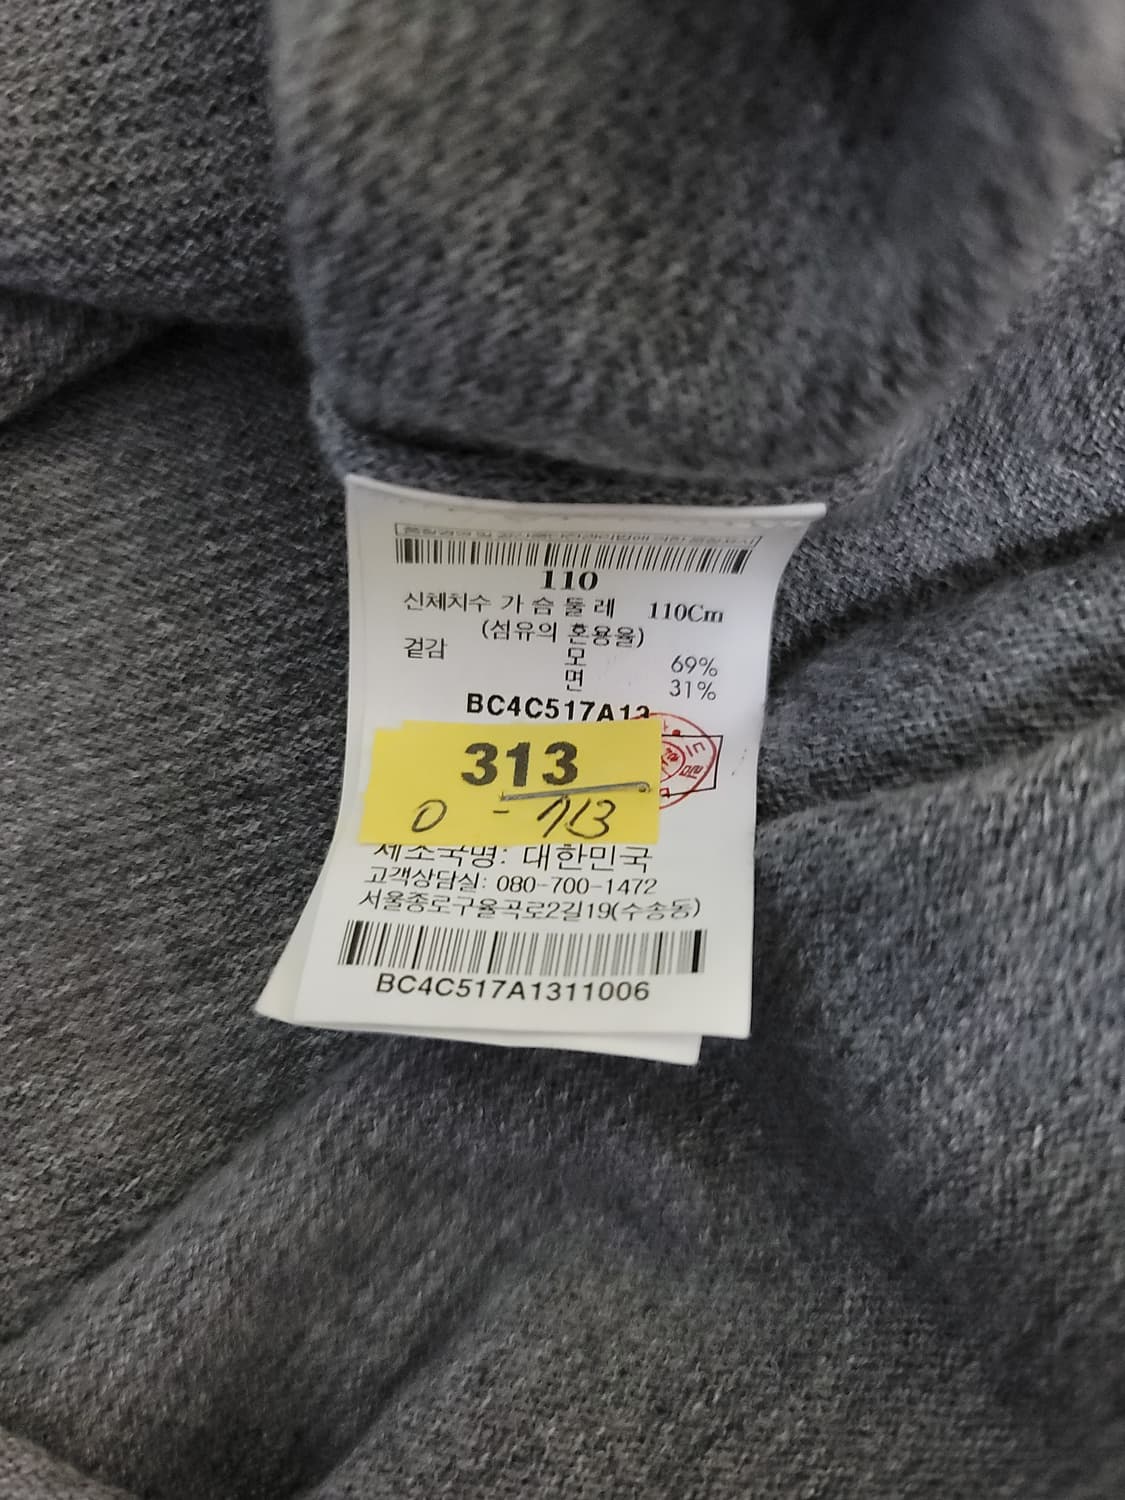 110
신체치수 가슴둘레 110Cm
(섬유의 혼용율)
겉감 모 69%
면 31%
BC4C517A13
313
제조국명: 대한민국
고객상담실: 080-700-1472
서울종로구율곡로2길19(수송동)
BC4C517A1311006